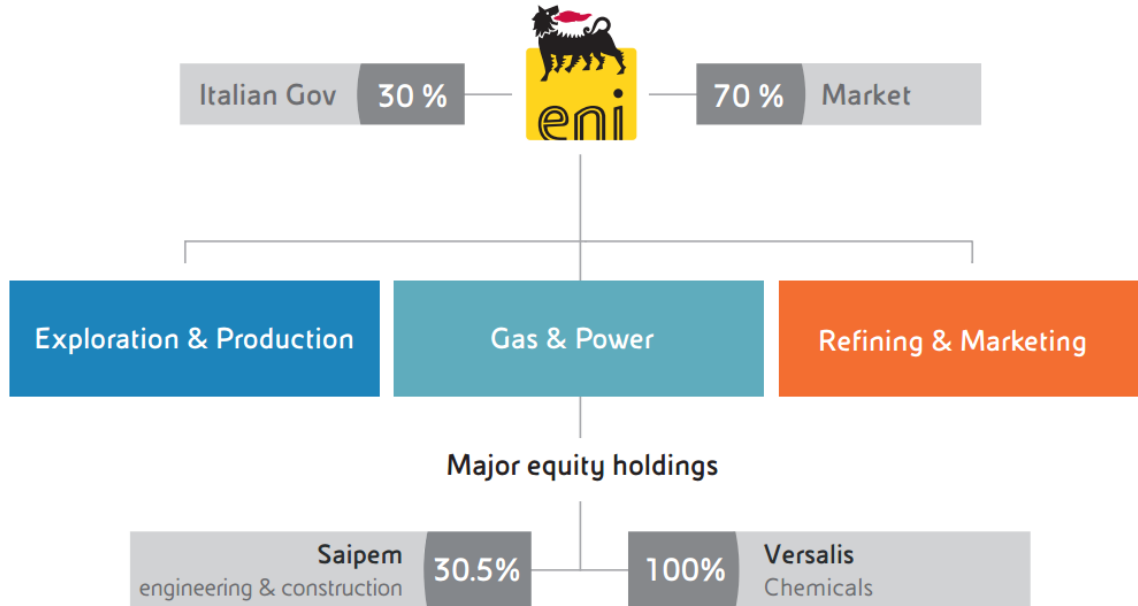 Italian Gov 30 % eni 70 % Market
Exploration & Production
Gas & Power
Refining & Marketing
Major equity holdings
Saipem
engineering & construction
30.5%
100%
Versalis
Chemicals